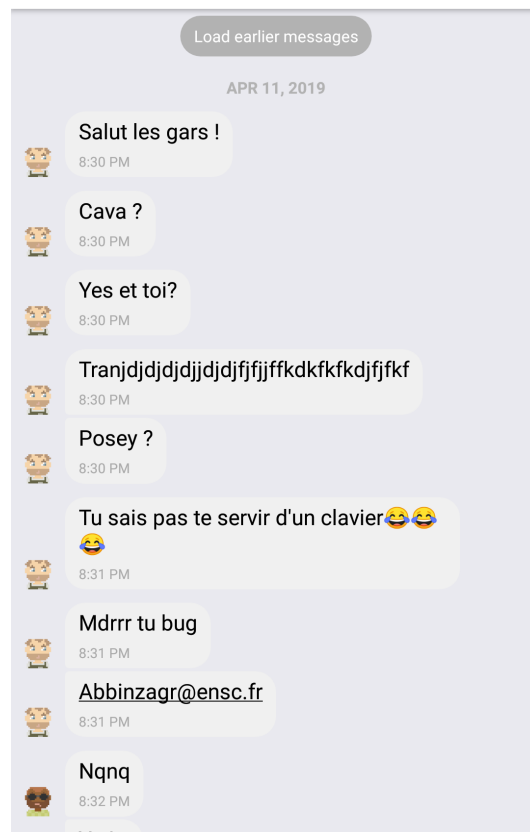 Load earlier messages
APR 11, 2019
Salut les gars !
8:30 PM
Cava ?
8:30 PM
Yes et toi?
8:30 PM
Tranjdjdjdjdjjdjdjfjfjjffkdkfkfkdjfjfkf
8:30 PM
Posey ?
8:30 PM
Tu sais pas te servir d'un clavier😂😂
😂
8:31 PM
Mdrrr tu bug
8:31 PM
Abbinzagr@ensc.fr
8:31 PM
Nqnq
8:32 PM